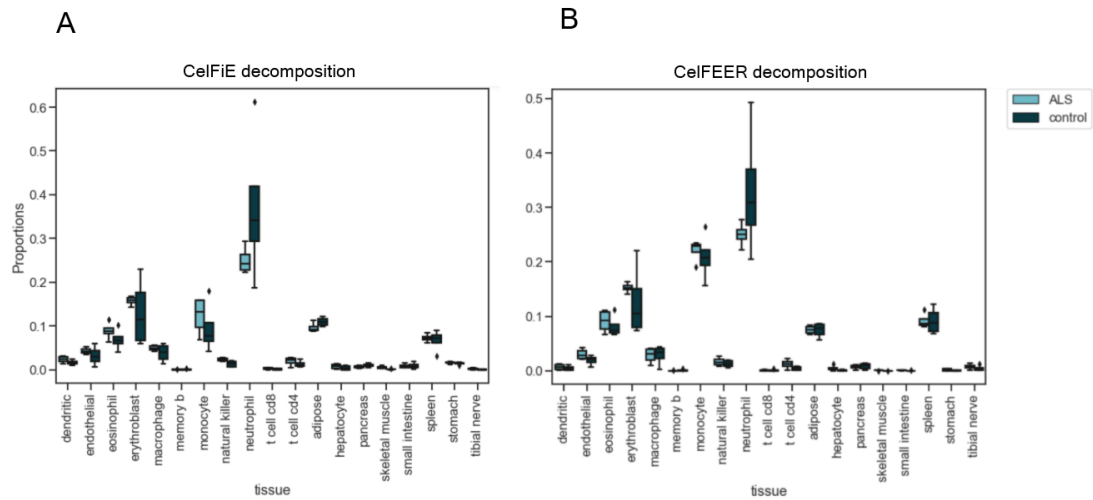 A
B
CelFiE decomposition
CelFEER decomposition
ALS
control
Proportions
0.6
0.5
0.4
0.3
0.2
0.1
0.0
0.5
0.4
0.3
0.2
0.1
0.0
dendritic
endothelial
eosinophil
erythroblast
macrophage
memory b
monocyte
natural killer
neutrophil
t cell cd8
t cell cd4
adipose
hepatocyte
pancreas
skeletal muscle
small intestine
spleen
stomach
tibial nerve
tissue
dendritic
endothelial
eosinophil
erythroblast
macrophage
memory b
monocyte
natural killer
neutrophil
t cell cd8
t cell cd4
adipose
hepatocyte
pancreas
skeletal muscle
small intestine
spleen
stomach
tibial nerve
tissue